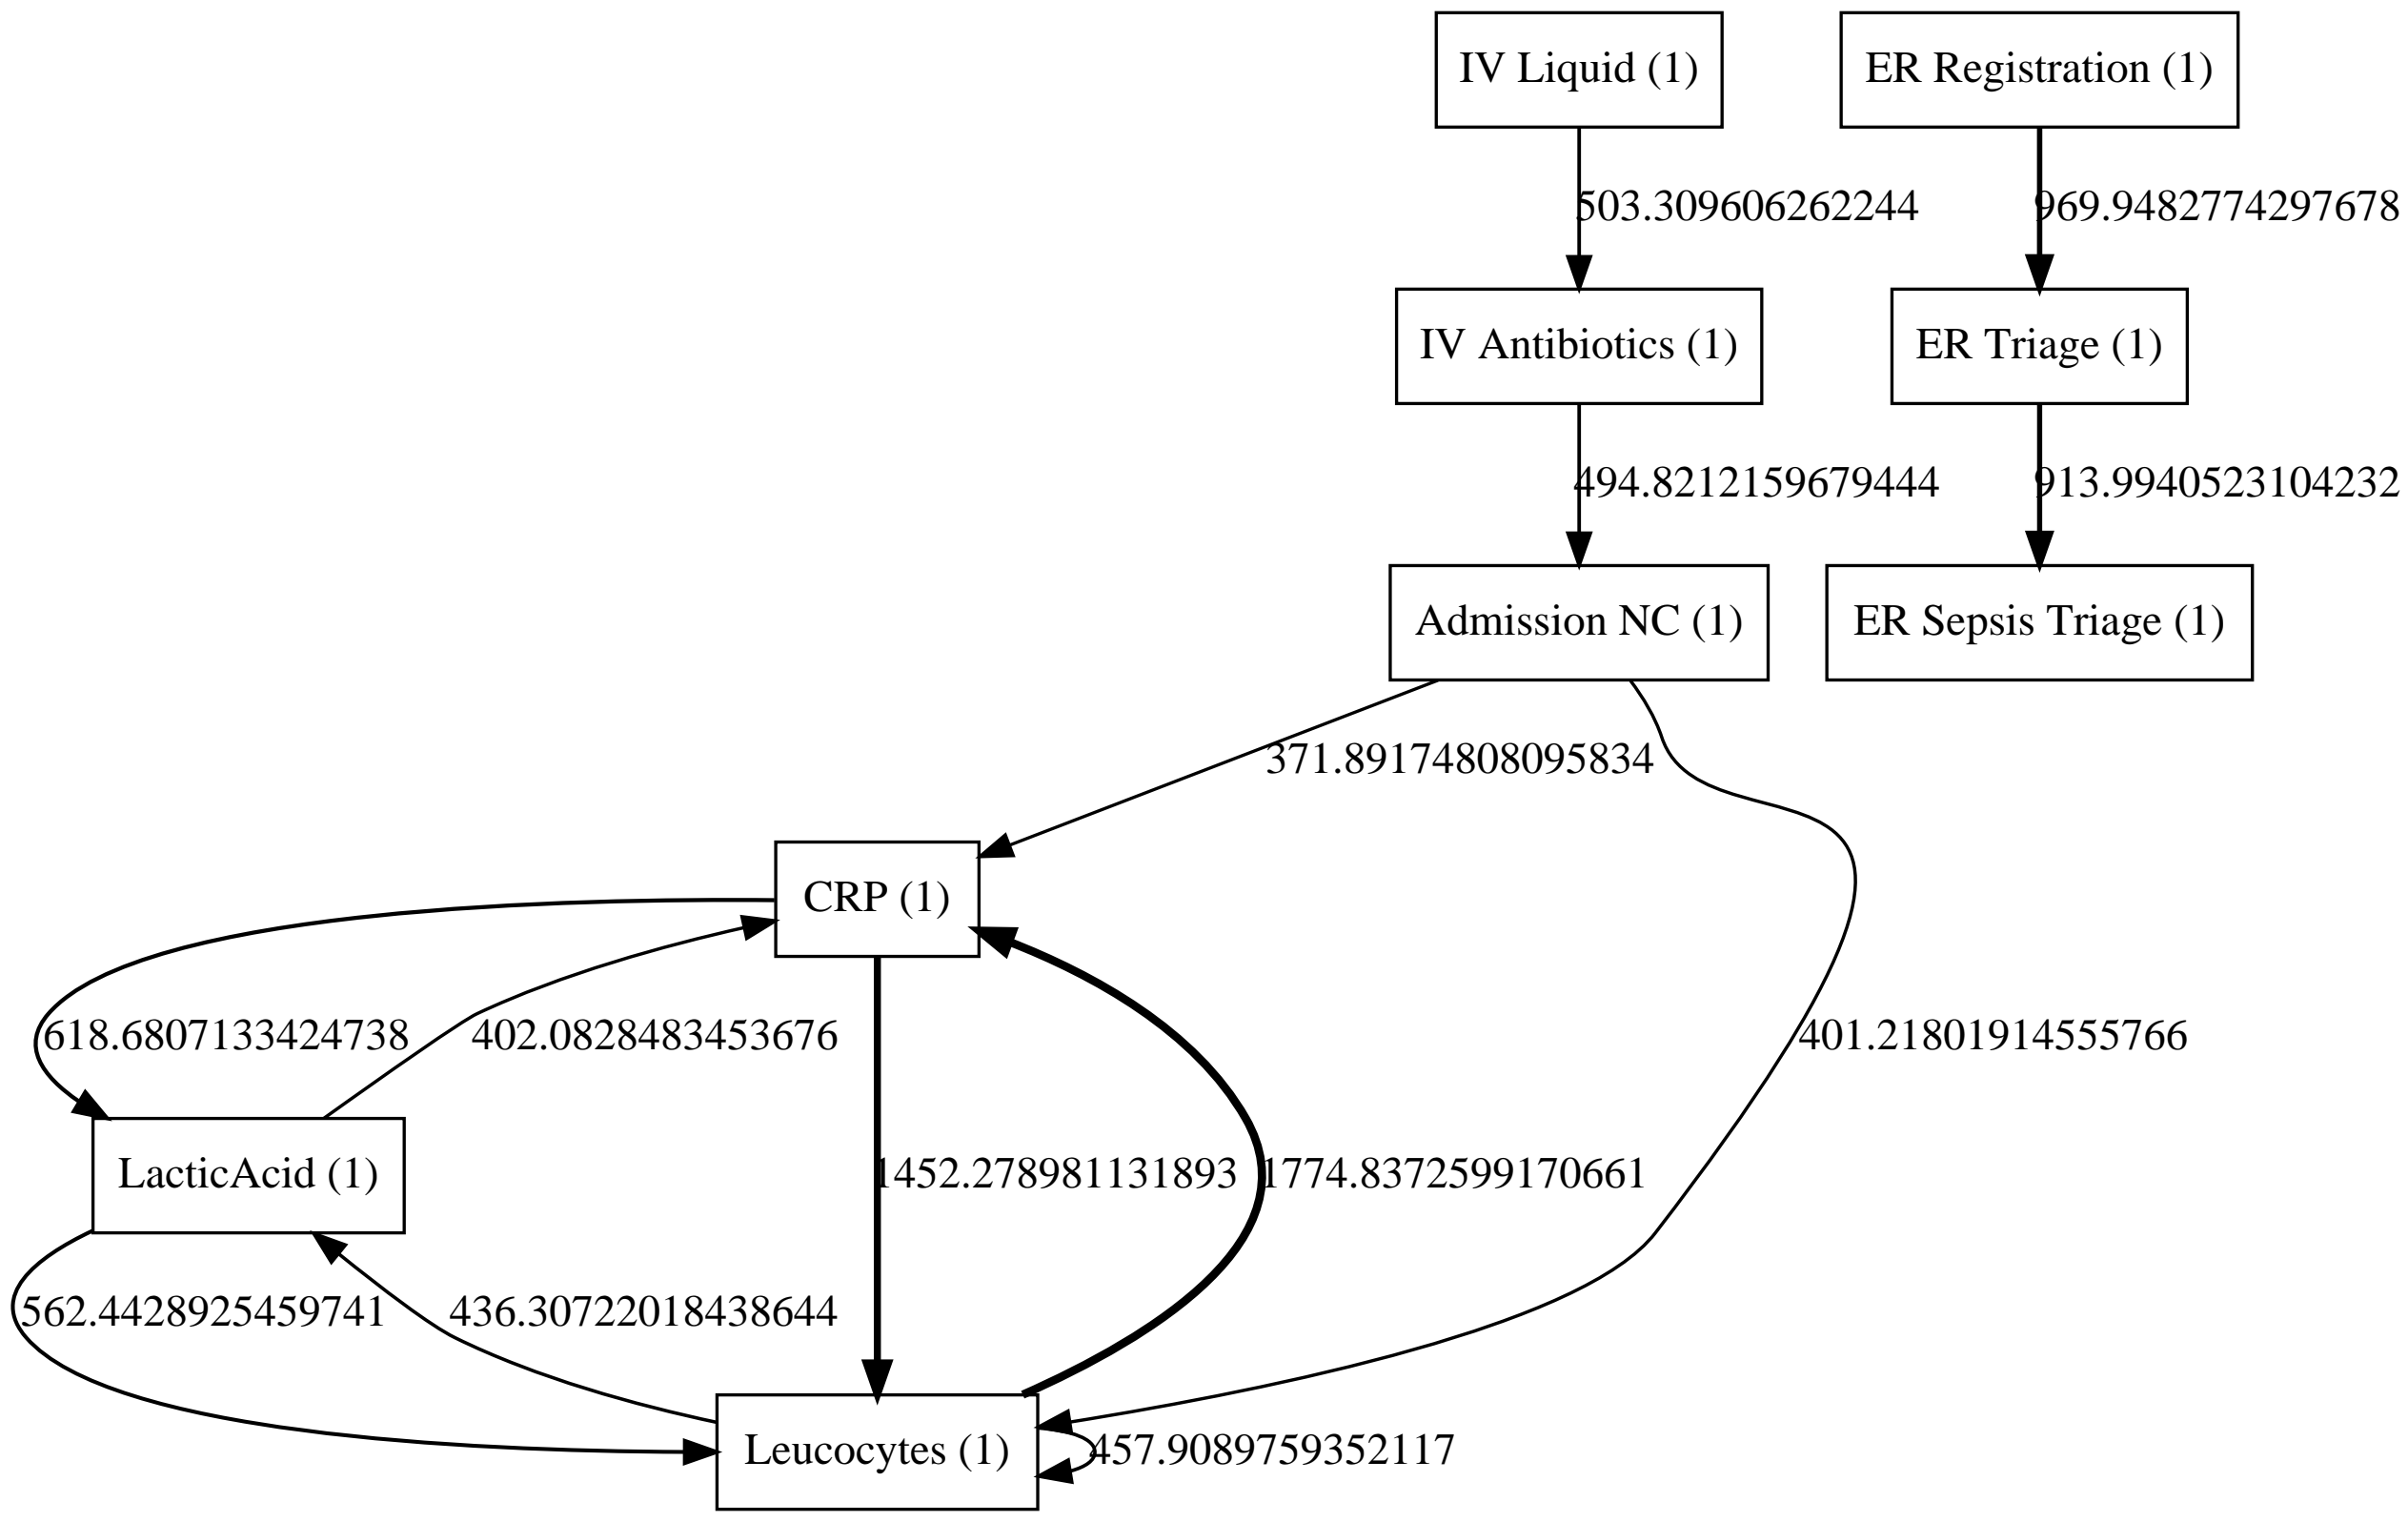 IV Liquid (1)
ER Registration (1)
503.309606262244
969.9482774297678
IV Antibiotics (1)
ER Triage (1)
494.8212159679444
913.9940523104232
Admission NC (1)
ER Sepsis Triage (1)
371.89174808095834
CRP (1)
618.6807133424738
402.0828483453676
401.21801914555766
LacticAcid (1)
1452.278981131893
1774.8372599170661
562.4428925459741
436.30722018438644
Leucocytes (1)
457.9089759352117